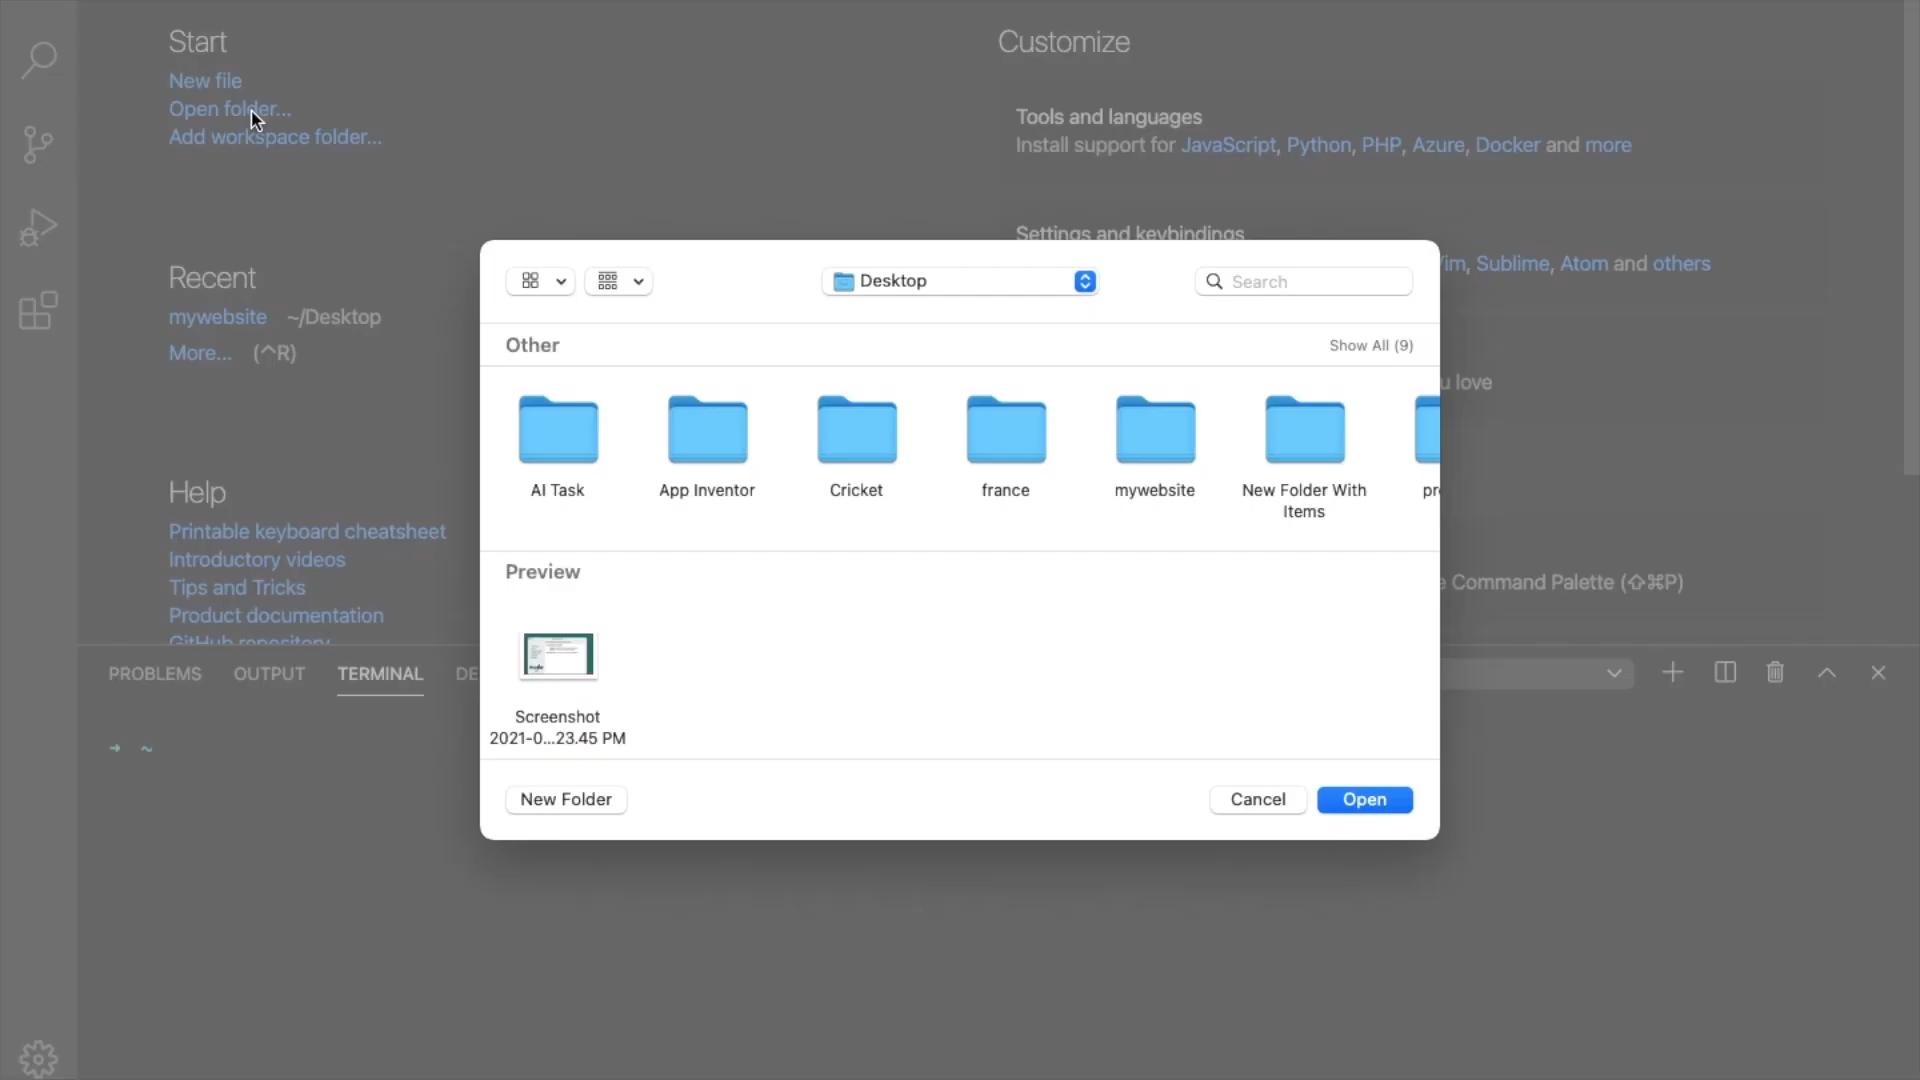 Start
New file
Open folder...
Add workspace folder...
Recent
mywebsite ~/Desktop
More... (^R)
Help
Printable keyboard cheatsheet
Introductory videos
Tips and Tricks
Product documentation
GitHub repository
Customize
Tools and languages
Install support for JavaScript, Python, PHP, Azure, Docker and more
Settings and keybindings
Sublime, Atom and others
love
Command Palette (⇧⌘P)
Desktop
Search
Other
Show All (9)
AI Task
App Inventor
Cricket
france
mywebsite
New Folder With
Items
Preview
Screenshot
2021-0...23.45 PM
New Folder
Cancel
Open
PROBLEMS
OUTPUT
TERMINAL
➜ ~